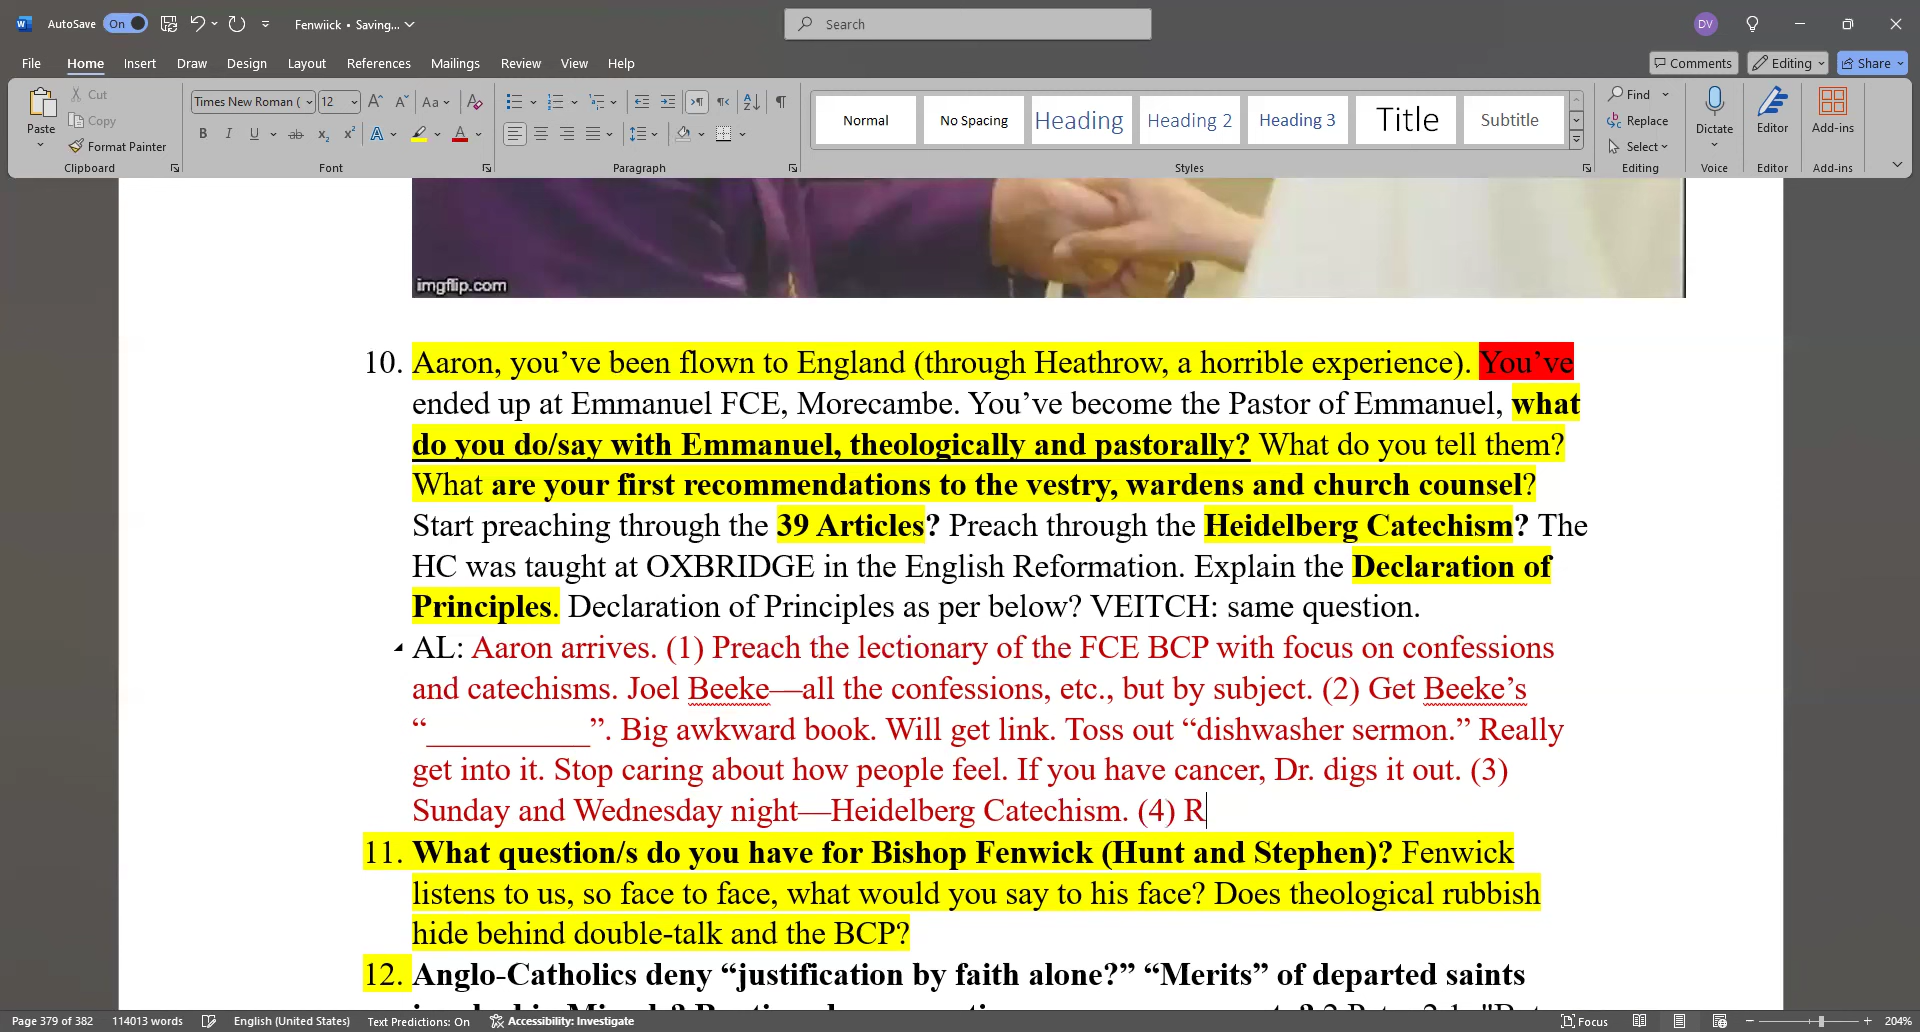 AutoSave On Fenwiick • Saving... Search DV
File Home Insert Draw Design Layout References Mailings Review View Help Comments Editing Share
Paste Cut Copy Format Painter Clipboard
Times New Roman ( 12 Font
Paragraph
Normal No Spacing Heading Heading 2 Heading 3 Title Subtitle Styles
Find Replace Select Editing
Dictate Voice
Editor Editor
Add-ins Add-ins
imgflip.com
10. Aaron, you’ve been flown to England (through Heathrow, a horrible experience). You’ve
ended up at Emmanuel FCE, Morecambe. You’ve become the Pastor of Emmanuel, what
do you do/say with Emmanuel, theologically and pastorally? What do you tell them?
What are your first recommendations to the vestry, wardens and church counsel?
Start preaching through the 39 Articles? Preach through the Heidelberg Catechism? The
HC was taught at OXBRIDGE in the English Reformation. Explain the Declaration of
Principles. Declaration of Principles as per below? VEITCH: same question.
AL: Aaron arrives. (1) Preach the lectionary of the FCE BCP with focus on confessions
and catechisms. Joel Beeke—all the confessions, etc., but by subject. (2) Get Beeke’s
“__________”. Big awkward book. Will get link. Toss out “dishwasher sermon.” Really
get into it. Stop caring about how people feel. If you have cancer, Dr. digs it out. (3)
Sunday and Wednesday night—Heidelberg Catechism. (4) R
11. What question/s do you have for Bishop Fenwick (Hunt and Stephen)? Fenwick
listens to us, so face to face, what would you say to his face? Does theological rubbish
hide behind double-talk and the BCP?
12. Anglo-Catholics deny “justification by faith alone?” “Merits” of departed saints
Page 379 of 382 114013 words English (United States) Text Predictions: On Accessibility: Investigate Focus 204%